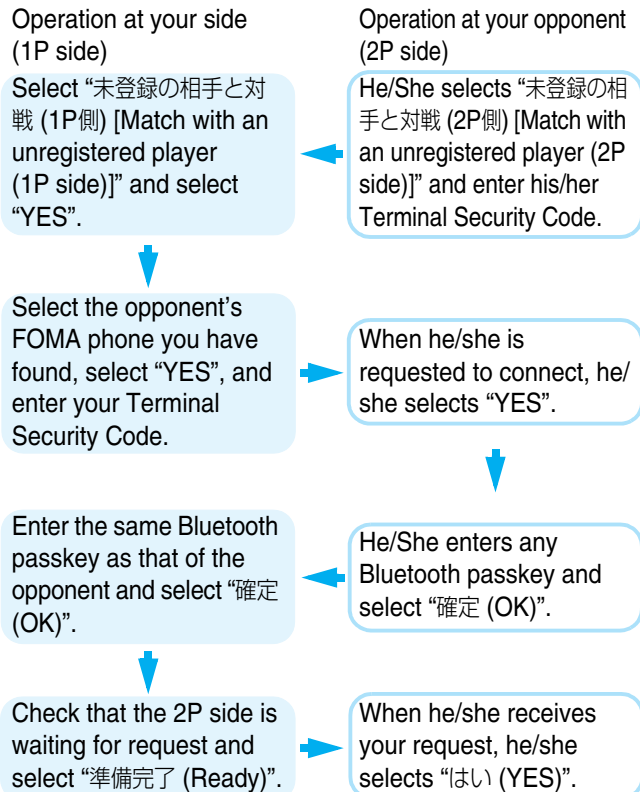 Operation at your side
(1P side)
Operation at your opponent
(2P side)
Select “未登録の相手と対
戦 (1P側) [Match with an
unregistered player
(1P side)]” and select
“YES”.
He/She selects “未登録の相
手と対戦 (2P側) [Match with
an unregistered player (2P
side)]” and enter his/her
Terminal Security Code.
Select the opponent’s
FOMA phone you have
found, select “YES”, and
enter your Terminal
Security Code.
When he/she is
requested to connect, he/
she selects “YES”.
He/She enters any
Bluetooth passkey and
select “確定 (OK)”.
Enter the same Bluetooth
passkey as that of the
opponent and select “確定
(OK)”.
Check that the 2P side is
waiting for request and
select “準備完了 (Ready)”.
When he/she receives
your request, he/she
selects “はい (YES)”.